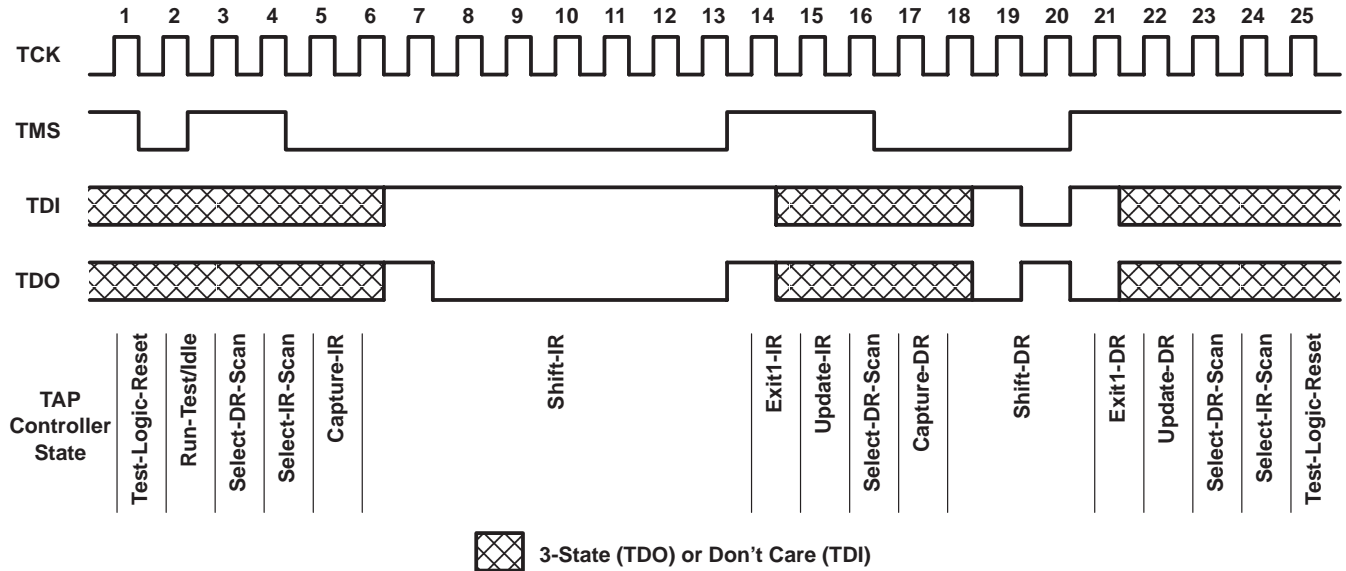 1 2 3 4 5 6 7 8 9 10 11 12 13 14 15 16 17 18 19 20 21 22 23 24 25
TCK
TMS
TDI
TDO
TAP
Controller
State
Test-Logic-Reset
Run-Test/Idle
Select-DR-Scan
Select-IR-Scan
Capture-IR
Shift-IR
Exit1-IR
Update-IR
Select-DR-Scan
Capture-DR
Shift-DR
Exit1-DR
Update-DR
Select-DR-Scan
Select-IR-Scan
Test-Logic-Reset
3-State (TDO) or Don't Care (TDI)